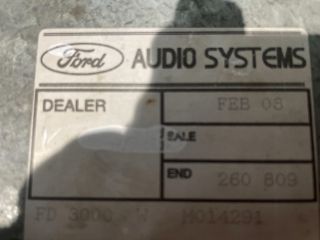 Ford AUDIO SYSTEMS
DEALER FEB 08
SALE
END 260 809
FD 3000 W M014291